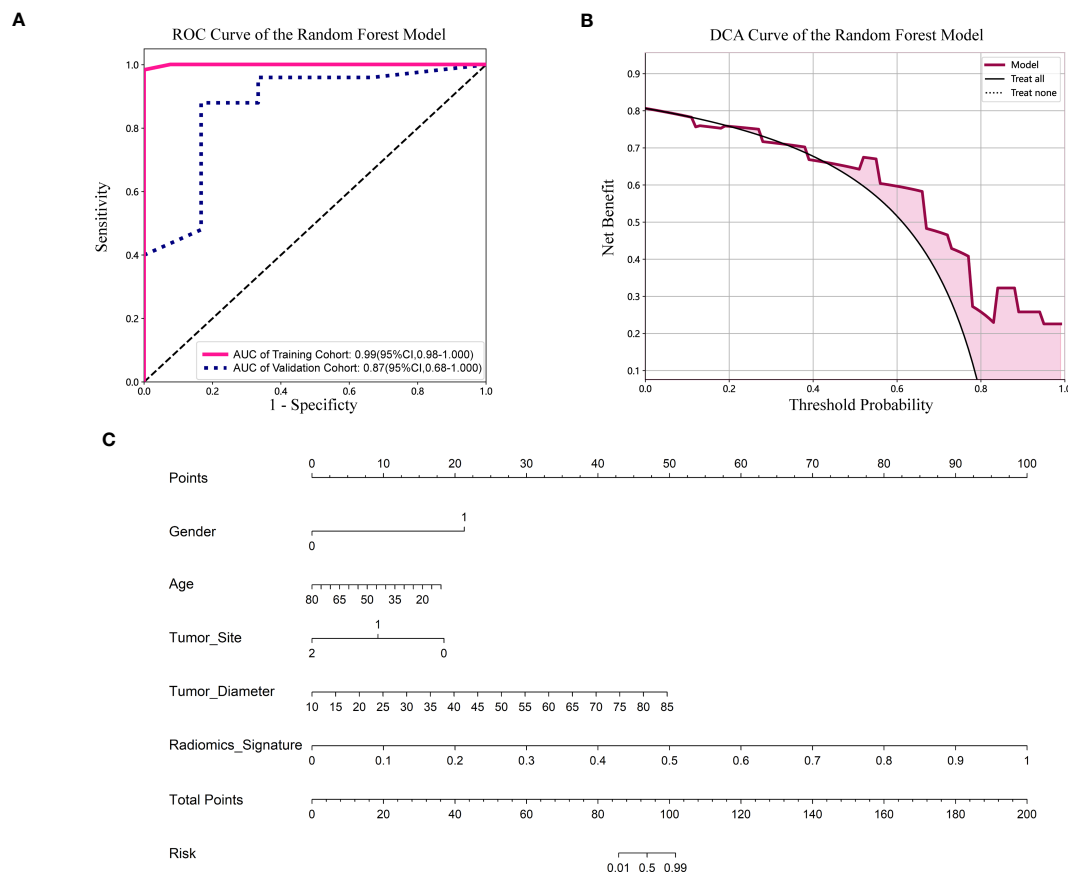 A
ROC Curve of the Random Forest Model
1.0
0.8
0.6
0.4
0.2
0.0
Sensitivity
AUC of Training Cohort: 0.99(95%CI,0.98-1.000)
AUC of Validation Cohort: 0.87(95%CI,0.68-1.000)
0.0 0.2 0.4 0.6 0.8 1.0
1 - Specificty
B
DCA Curve of the Random Forest Model
Model
Treat all
Treat none
0.9
0.8
0.7
0.6
0.5
0.4
0.3
0.2
0.1
Net Benefit
0.0 0.2 0.4 0.6 0.8 1.0
Threshold Probability
C
Points
0 10 20 30 40 50 60 70 80 90 100
Gender
1
0
Age
80 65 50 35 20
Tumor_Site
1
2 0
Tumor_Diameter
10 15 20 25 30 35 40 45 50 55 60 65 70 75 80 85
Radiomics_Signature
0 0.1 0.2 0.3 0.4 0.5 0.6 0.7 0.8 0.9 1
Total Points
0 20 40 60 80 100 120 140 160 180 200
Risk
0.01 0.5 0.99